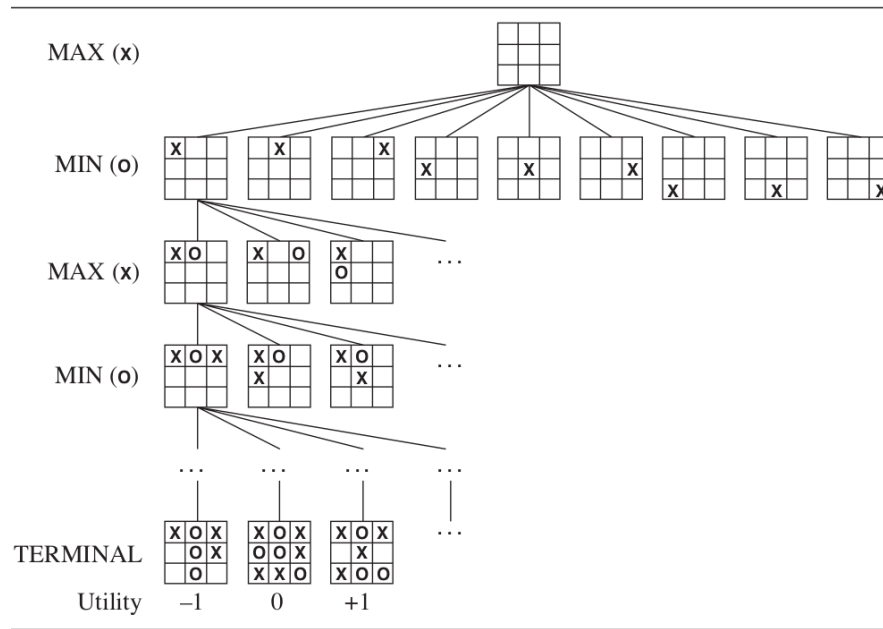 MAX (X)
X X X
MIN (O) X X X
X X X
X O X O X
MAX (X) O ...
X O X X O X O
MIN (O) X X ...
... ... ... ...
X O X X O X X O X ...
TERMINAL O X O O X X
O X X O X O O
Utility –1 0 +1